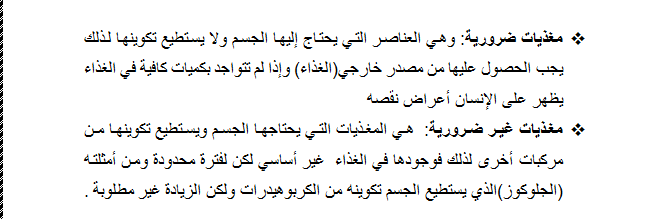 ❖ مغذيات ضرورية: وهي العناصر التي يحتاج إليها الجسم ولا يستطيع تكوينها لذلك
يجب الحصول عليها من مصدر خارجي(الغذاء) وإذا لم تتواجد بكميات كافية في الغذاء
يظهر على الإنسان أعراض نقصه
❖ مغذيات غير ضرورية: هي المغذيات التي يحتاجها الجسم ويستطيع تكوينها من
مركبات أخرى لذلك فوجودها في الغذاء غير أساسي لكن لفترة محدودة ومن أمثلته
(الجلوكوز)الذي يستطيع الجسم تكوينه من الكربوهيدرات ولكن الزيادة غير مطلوبة .